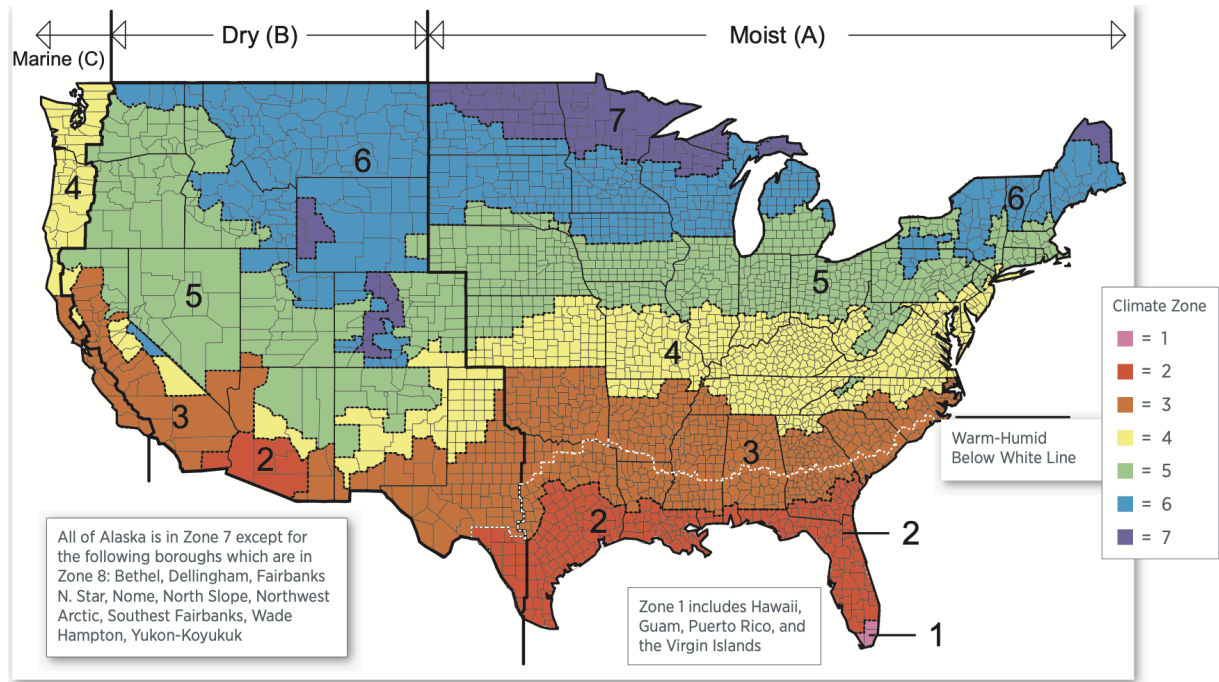 Marine (C)
Dry (B)
Moist (A)
7
6
4
6
5
5
4
3
3
2
2
2
1
Climate Zone
= 1
= 2
= 3
= 4
= 5
= 6
= 7
Warm-Humid
Below White Line
All of Alaska is in Zone 7 except for
the following boroughs which are in
Zone 8: Bethel, Dellingham, Fairbanks
N. Star, Nome, North Slope, Northwest
Arctic, Southest Fairbanks, Wade
Hampton, Yukon-Koyukuk
Zone 1 includes Hawaii,
Guam, Puerto Rico, and
the Virgin Islands